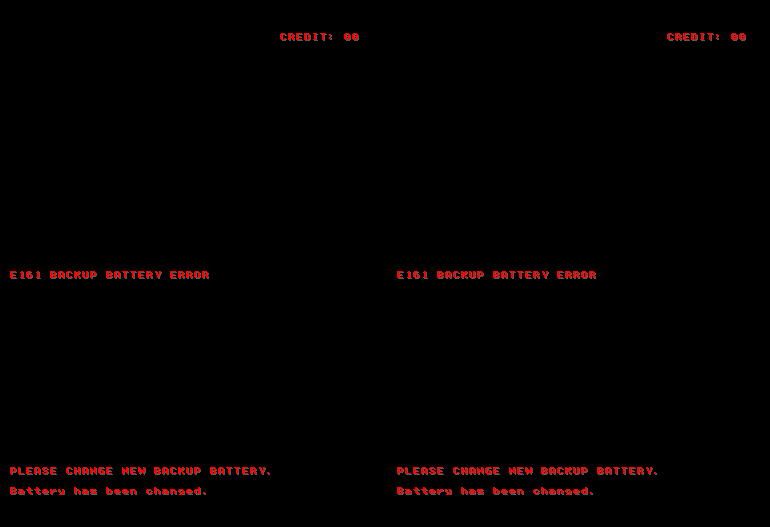 CREDIT: 00 CREDIT: 00
E161 BACKUP BATTERY ERROR E161 BACKUP BATTERY ERROR
PLEASE CHANGE NEW BACKUP BATTERY. PLEASE CHANGE NEW BACKUP BATTERY.
Battery has been changed. Battery has been changed.